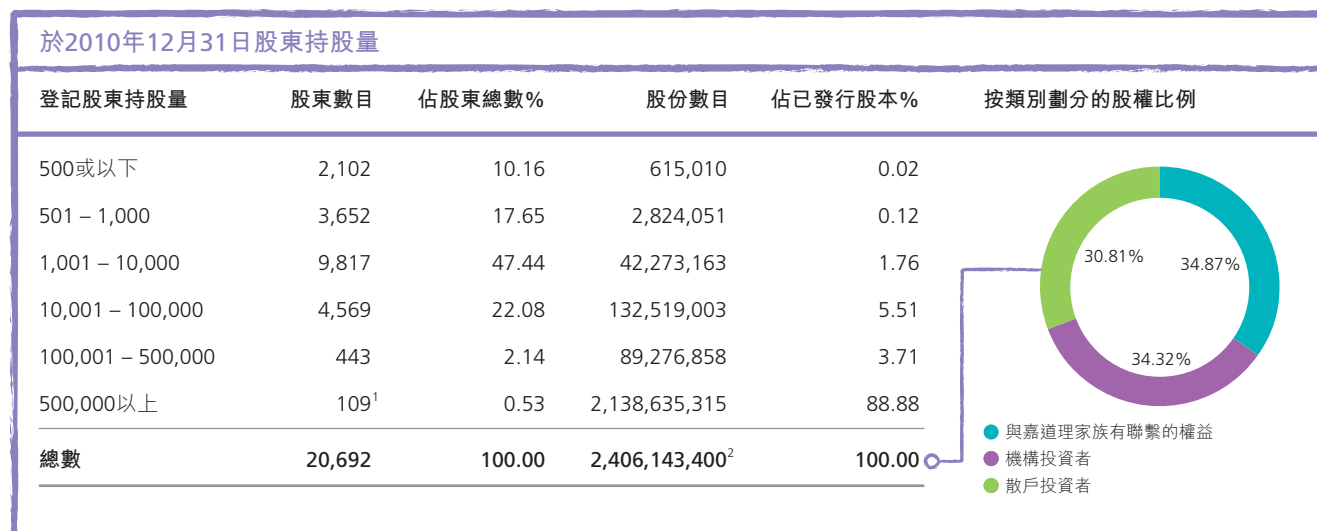 於2010年12月31日股東持股量
登記股東持股量 股東數目 佔股東總數% 股份數目 佔已發行股本% 按類別劃分的股權比例
500或以下 2,102 10.16 615,010 0.02
501 – 1,000 3,652 17.65 2,824,051 0.12
1,001 – 10,000 9,817 47.44 42,273,163 1.76
10,001 – 100,000 4,569 22.08 132,519,003 5.51
100,001 – 500,000 443 2.14 89,276,858 3.71
500,000以上 109¹ 0.53 2,138,635,315 88.88
總數 20,692 100.00 2,406,143,400² 100.00
30.81% 34.87%
34.32%
與嘉道理家族有聯繫的權益
機構投資者
散戶投資者